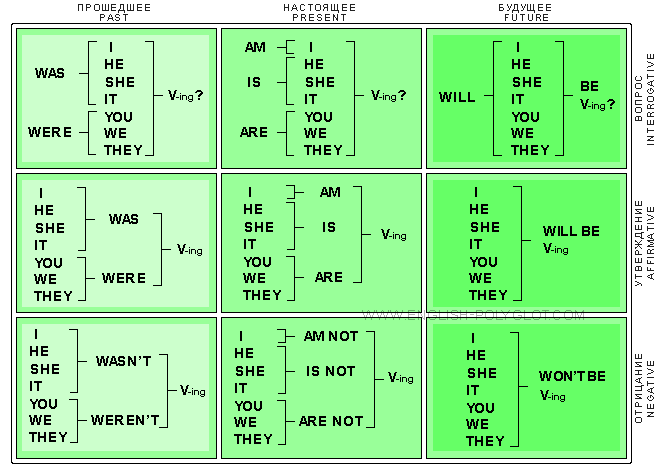 ПРОШЕДШЕЕ
PAST
НАСТОЯЩЕЕ
PRESENT
БУДУЩЕЕ
FUTURE
ВОПРОС
INTERROGATIVE
WAS
WERE
I
HE
SHE
IT
YOU
WE
THEY
V-ing?
AM
IS
ARE
I
HE
SHE
IT
YOU
WE
THEY
V-ing?
WILL
I
HE
SHE
IT
YOU
WE
THEY
BE
V-ing?
УТВЕРЖДЕНИЕ
AFFIRMATIVE
I
HE
SHE
IT
YOU
WE
THEY
WAS
WERE
V-ing
I
HE
SHE
IT
YOU
WE
THEY
AM
IS
ARE
V-ing
I
HE
SHE
IT
YOU
WE
THEY
WILL BE
V-ing
WWW.ENGLISH-POLYGLOT.COM
ОТРИЦАНИЕ
NEGATIVE
I
HE
SHE
IT
YOU
WE
THEY
WASN'T
WEREN'T
V-ing
I
HE
SHE
IT
YOU
WE
THEY
AM NOT
IS NOT
ARE NOT
V-ing
I
HE
SHE
IT
YOU
WE
THEY
WON'T BE
V-ing